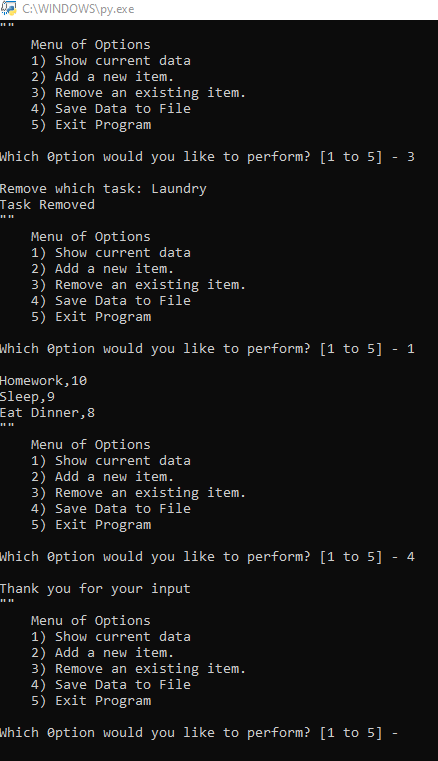 C:\WINDOWS\py.exe
""
Menu of Options
1) Show current data
2) Add a new item.
3) Remove an existing item.
4) Save Data to File
5) Exit Program
Which Option would you like to perform? [1 to 5] - 3
Remove which task: Laundry
Task Removed
""
Menu of Options
1) Show current data
2) Add a new item.
3) Remove an existing item.
4) Save Data to File
5) Exit Program
Which Option would you like to perform? [1 to 5] - 1
Homework,10
Sleep,9
Eat Dinner,8
""
Menu of Options
1) Show current data
2) Add a new item.
3) Remove an existing item.
4) Save Data to File
5) Exit Program
Which Option would you like to perform? [1 to 5] - 4
Thank you for your input
""
Menu of Options
1) Show current data
2) Add a new item.
3) Remove an existing item.
4) Save Data to File
5) Exit Program
Which Option would you like to perform? [1 to 5] -